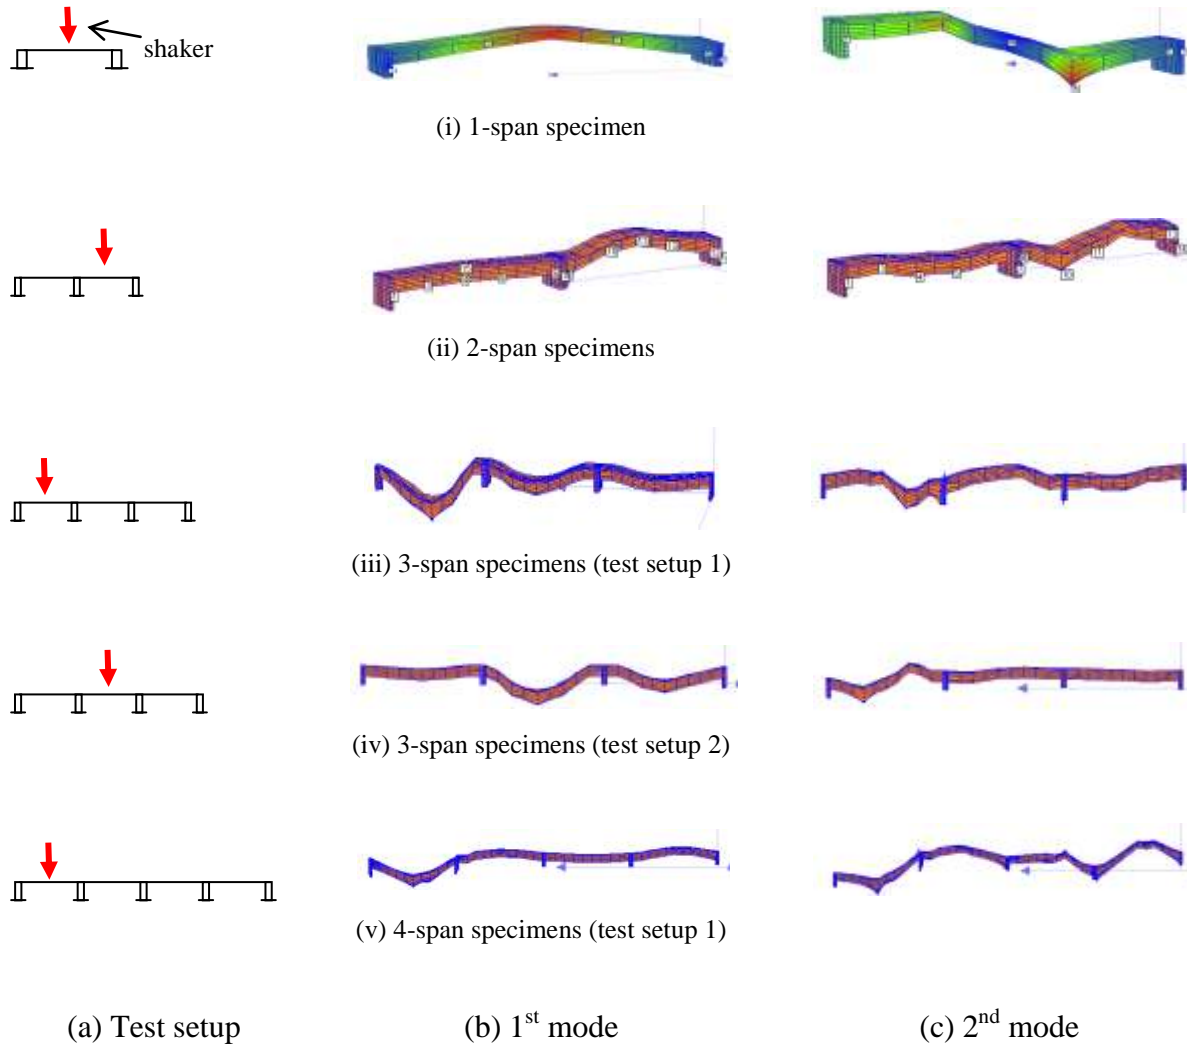 shaker
(i) 1-span specimen
(ii) 2-span specimens
(iii) 3-span specimens (test setup 1)
(iv) 3-span specimens (test setup 2)
(v) 4-span specimens (test setup 1)
(a) Test setup
(b) 1st mode
(c) 2nd mode